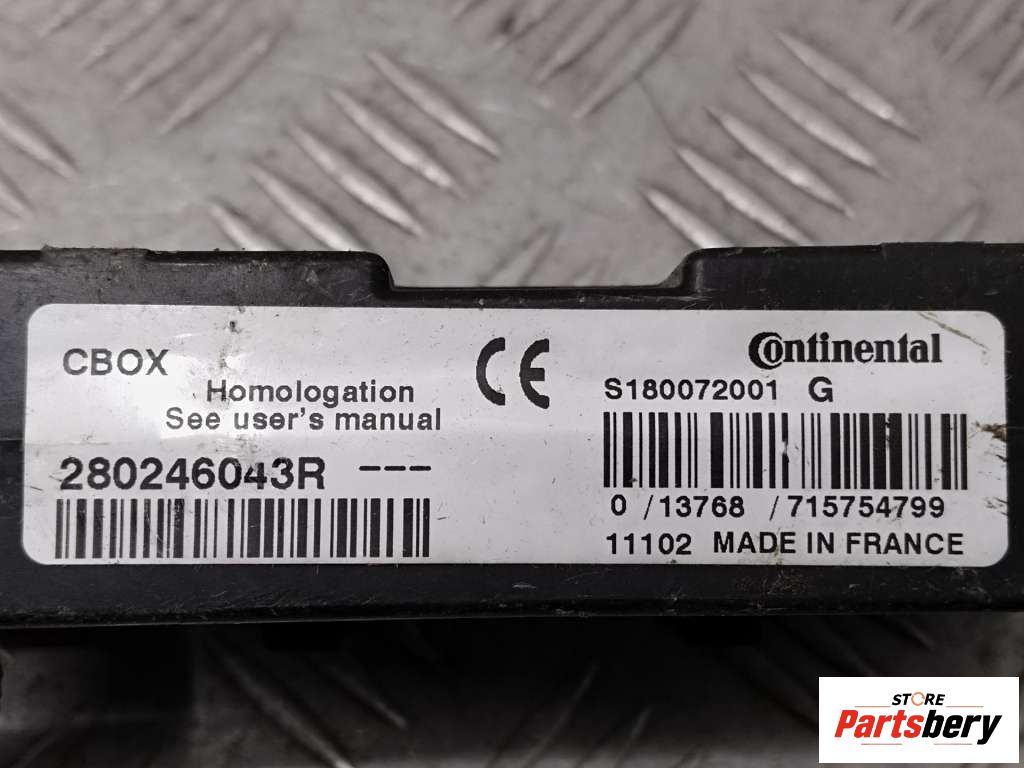 CBOX
Homologation
See user's manual
280246043R ---
CE
Continental
S180072001 G
0 /13768 /715754799
11102 MADE IN FRANCE
STORE
Partsbery